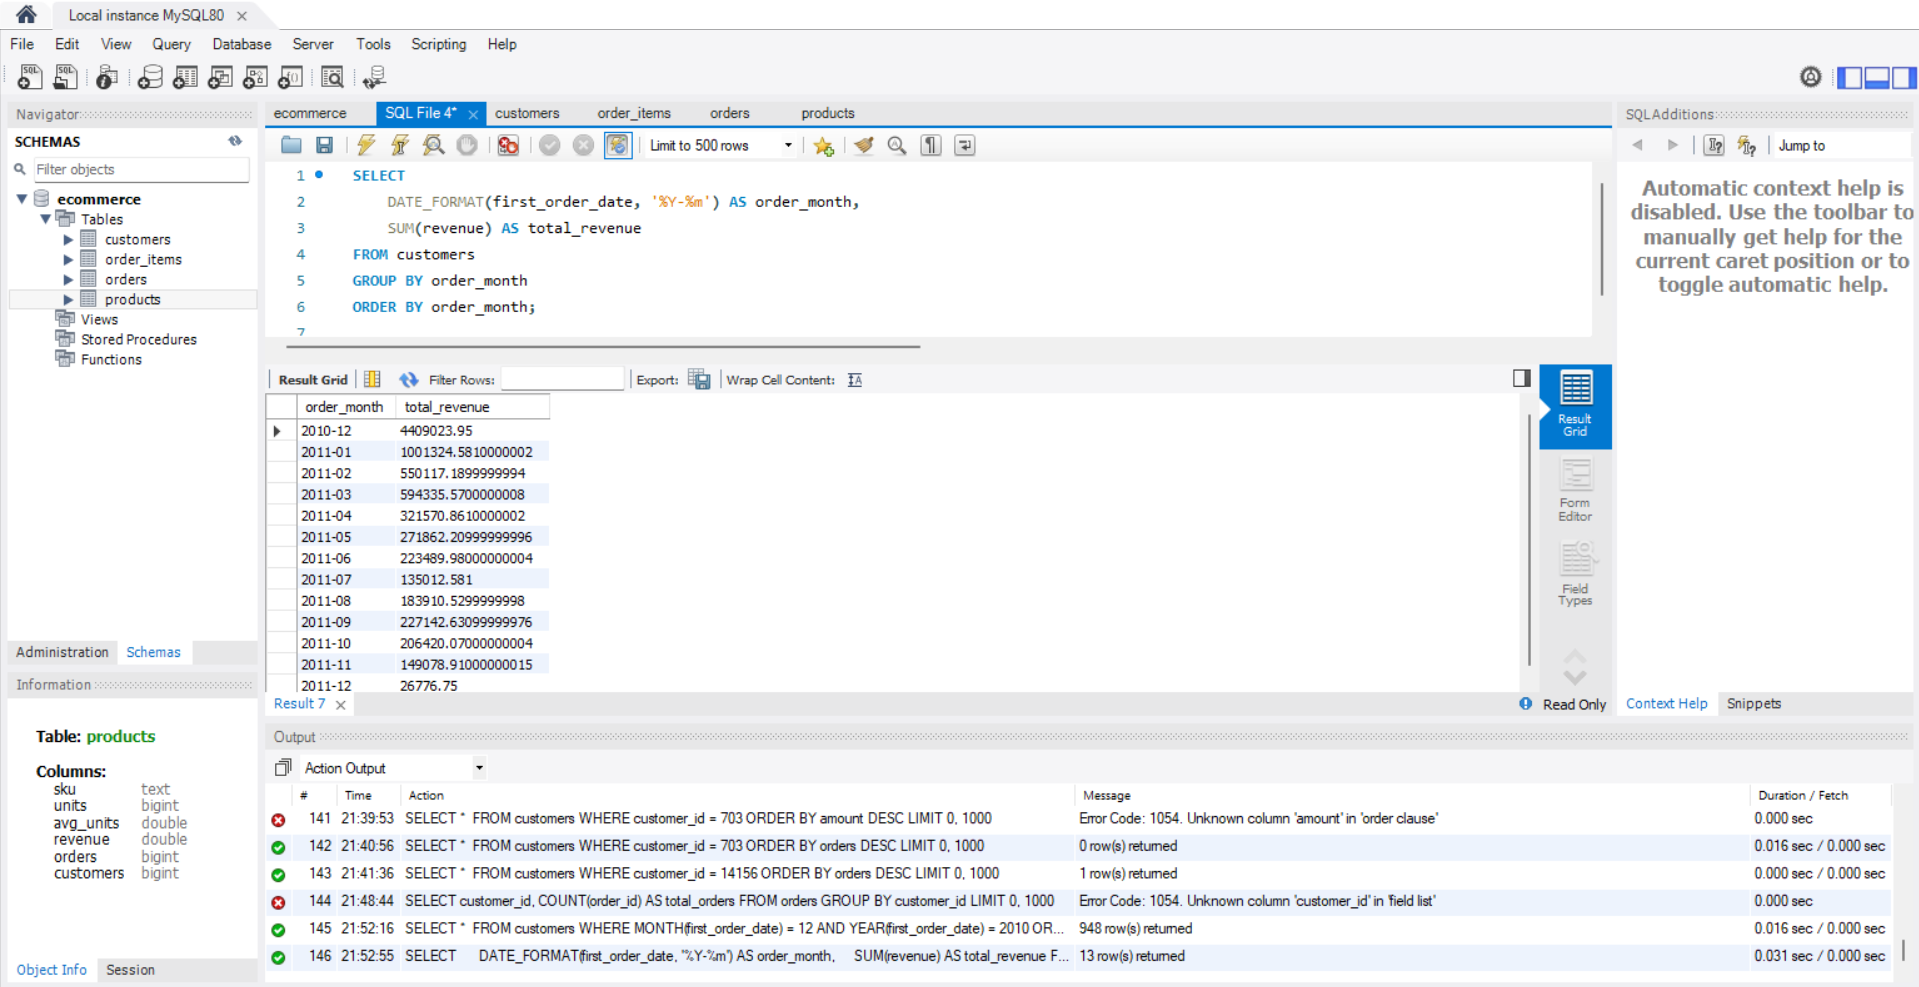 Local instance MySQL80
File Edit View Query Database Server Tools Scripting Help
Navigator
SCHEMAS
Filter objects
ecommerce
Tables
customers
order_items
orders
products
Views
Stored Procedures
Functions
Administration Schemas
Information
Table: products
Columns:
sku text
units bigint
avg_units double
revenue double
orders bigint
customers bigint
Object Info Session
ecommerce SQL File 4* customers order_items orders products
Limit to 500 rows
1 SELECT
2 DATE_FORMAT(first_order_date, '%Y-%m') AS order_month,
3 SUM(revenue) AS total_revenue
4 FROM customers
5 GROUP BY order_month
6 ORDER BY order_month;
7
Result Grid Filter Rows: Export: Wrap Cell Content:
order_month total_revenue
2010-12 4409023.95
2011-01 1001324.5810000002
2011-02 550117.1899999994
2011-03 594335.5700000008
2011-04 321570.8610000002
2011-05 271862.20999999996
2011-06 223489.98000000004
2011-07 135012.581
2011-08 183910.5299999998
2011-09 227142.63099999976
2011-10 206420.07000000004
2011-11 149078.91000000015
2011-12 26776.75
Result Grid
Form Editor
Field Types
Result 7
Read Only
SQLAdditions
Jump to
Automatic context help is
disabled. Use the toolbar to
manually get help for the
current caret position or to
toggle automatic help.
Context Help Snippets
Output
Action Output
# Time Action Message Duration / Fetch
141 21:39:53 SELECT * FROM customers WHERE customer_id = 703 ORDER BY amount DESC LIMIT 0, 1000 Error Code: 1054. Unknown column 'amount' in 'order clause' 0.000 sec
142 21:40:56 SELECT * FROM customers WHERE customer_id = 703 ORDER BY orders DESC LIMIT 0, 1000 0 row(s) returned 0.016 sec / 0.000 sec
143 21:41:36 SELECT * FROM customers WHERE customer_id = 14156 ORDER BY orders DESC LIMIT 0, 1000 1 row(s) returned 0.000 sec / 0.000 sec
144 21:48:44 SELECT customer_id, COUNT(order_id) AS total_orders FROM orders GROUP BY customer_id LIMIT 0, 1000 Error Code: 1054. Unknown column 'customer_id' in 'field list' 0.000 sec
145 21:52:16 SELECT * FROM customers WHERE MONTH(first_order_date) = 12 AND YEAR(first_order_date) = 2010 OR... 948 row(s) returned 0.016 sec / 0.000 sec
146 21:52:55 SELECT DATE_FORMAT(first_order_date, '%Y-%m') AS order_month, SUM(revenue) AS total_revenue F... 13 row(s) returned 0.031 sec / 0.000 sec